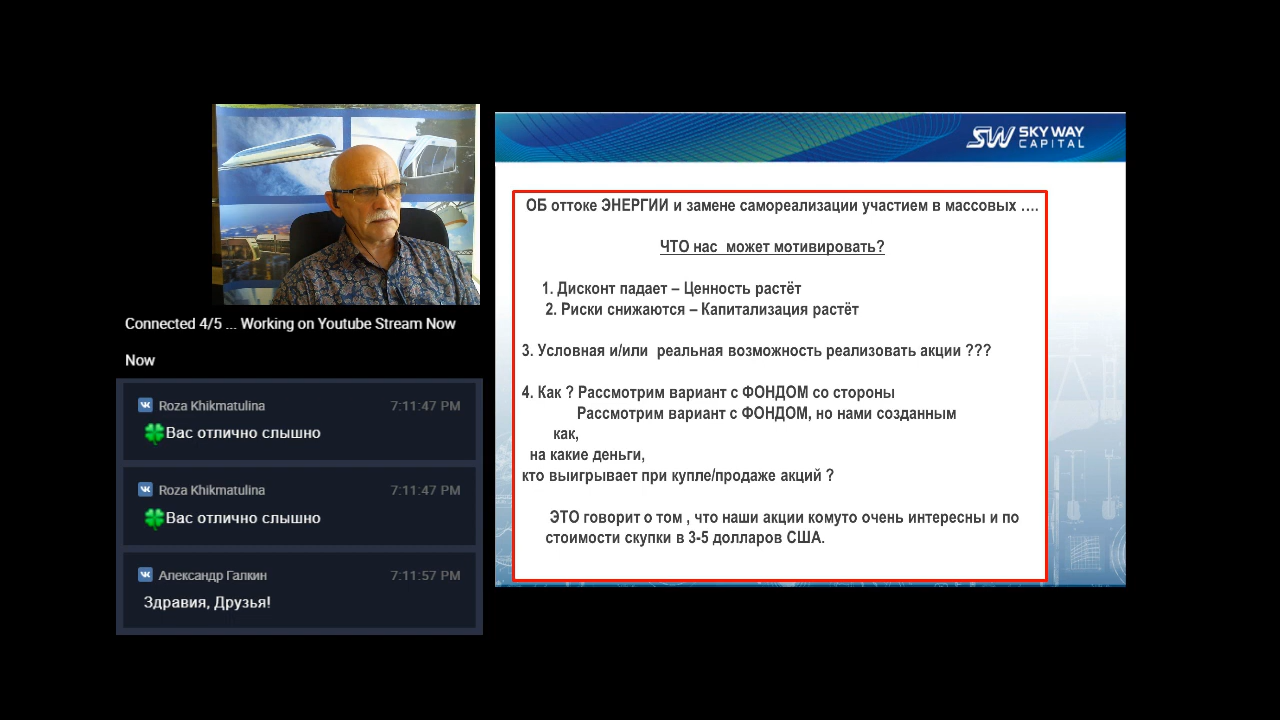 SW SKY WAY
CAPITAL
ОБ оттоке ЭНЕРГИИ и замене самореализации участием в массовых ….
ЧТО нас может мотивировать?
1. Дисконт падает – Ценность растёт
2. Риски снижаются – Капитализация растёт
3. Условная и/или реальная возможность реализовать акции ???
4. Как ? Рассмотрим вариант с ФОНДОМ со стороны
Рассмотрим вариант с ФОНДОМ, но нами созданным
как,
на какие деньги,
кто выигрывает при купле/продаже акций ?
ЭТО говорит о том , что наши акции комуто очень интересны и по
стоимости скупки в 3-5 долларов США.
Connected 4/5 ... Working on Youtube Stream Now
Now
Roza Khikmatulina 7:11:47 PM
🍀Вас отлично слышно
Roza Khikmatulina 7:11:47 PM
🍀Вас отлично слышно
Александр Галкин 7:11:57 PM
Здравия, Друзья!